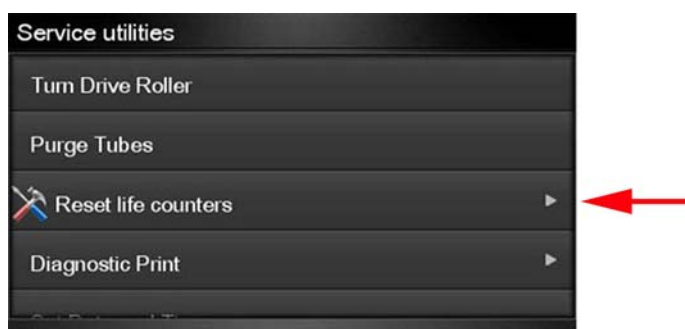 Service utilities
Turn Drive Roller
Purge Tubes
Reset life counters
Diagnostic Print